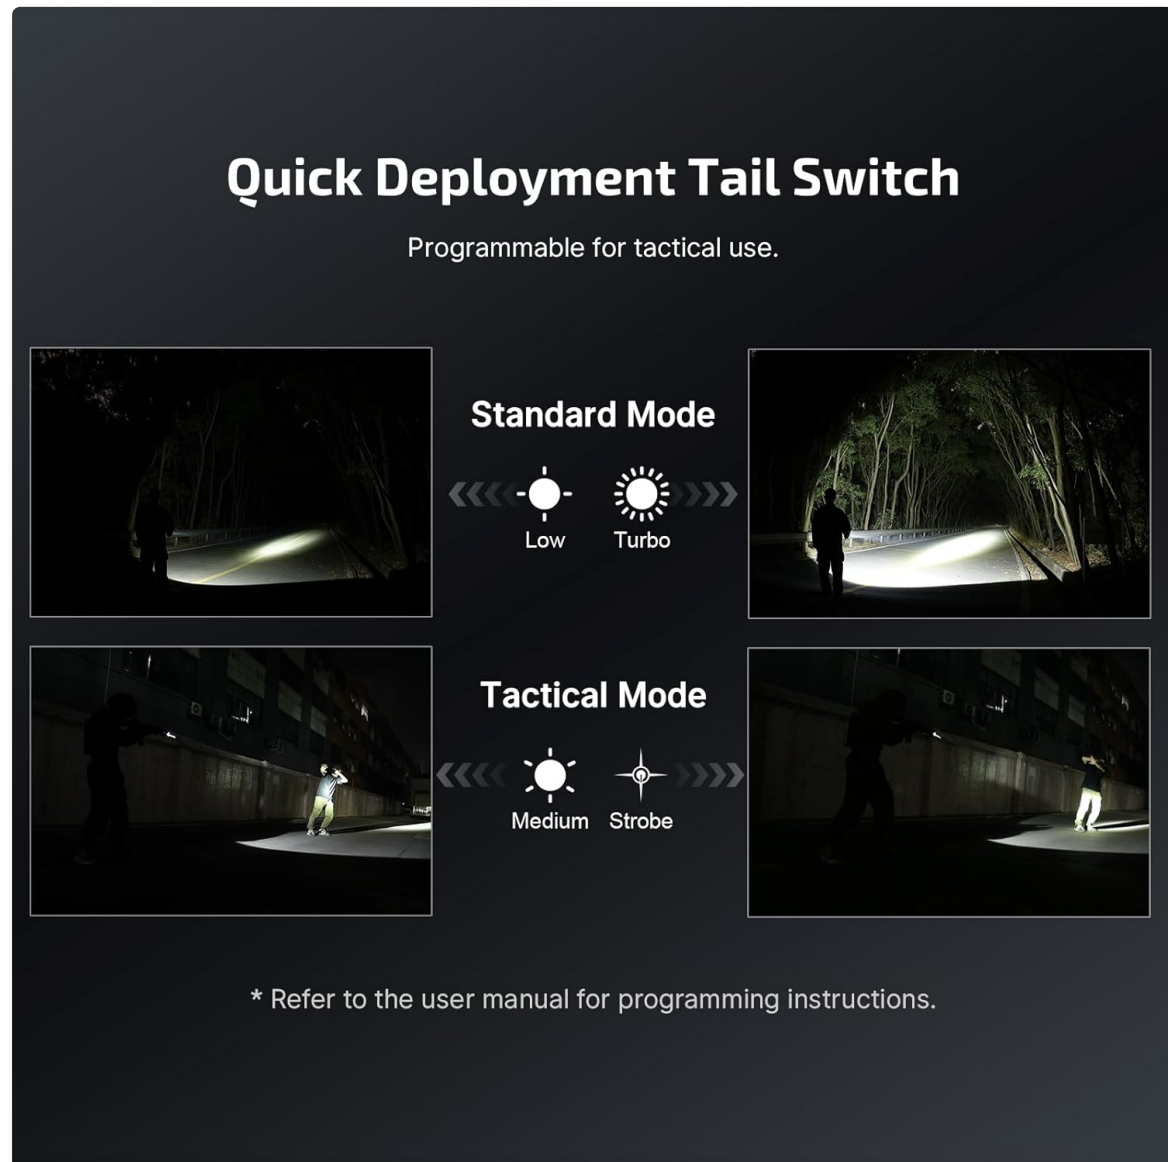 Quick Deployment Tail Switch
Programmable for tactical use.
Standard Mode
Low Turbo
Tactical Mode
Medium Strobe
* Refer to the user manual for programming instructions.